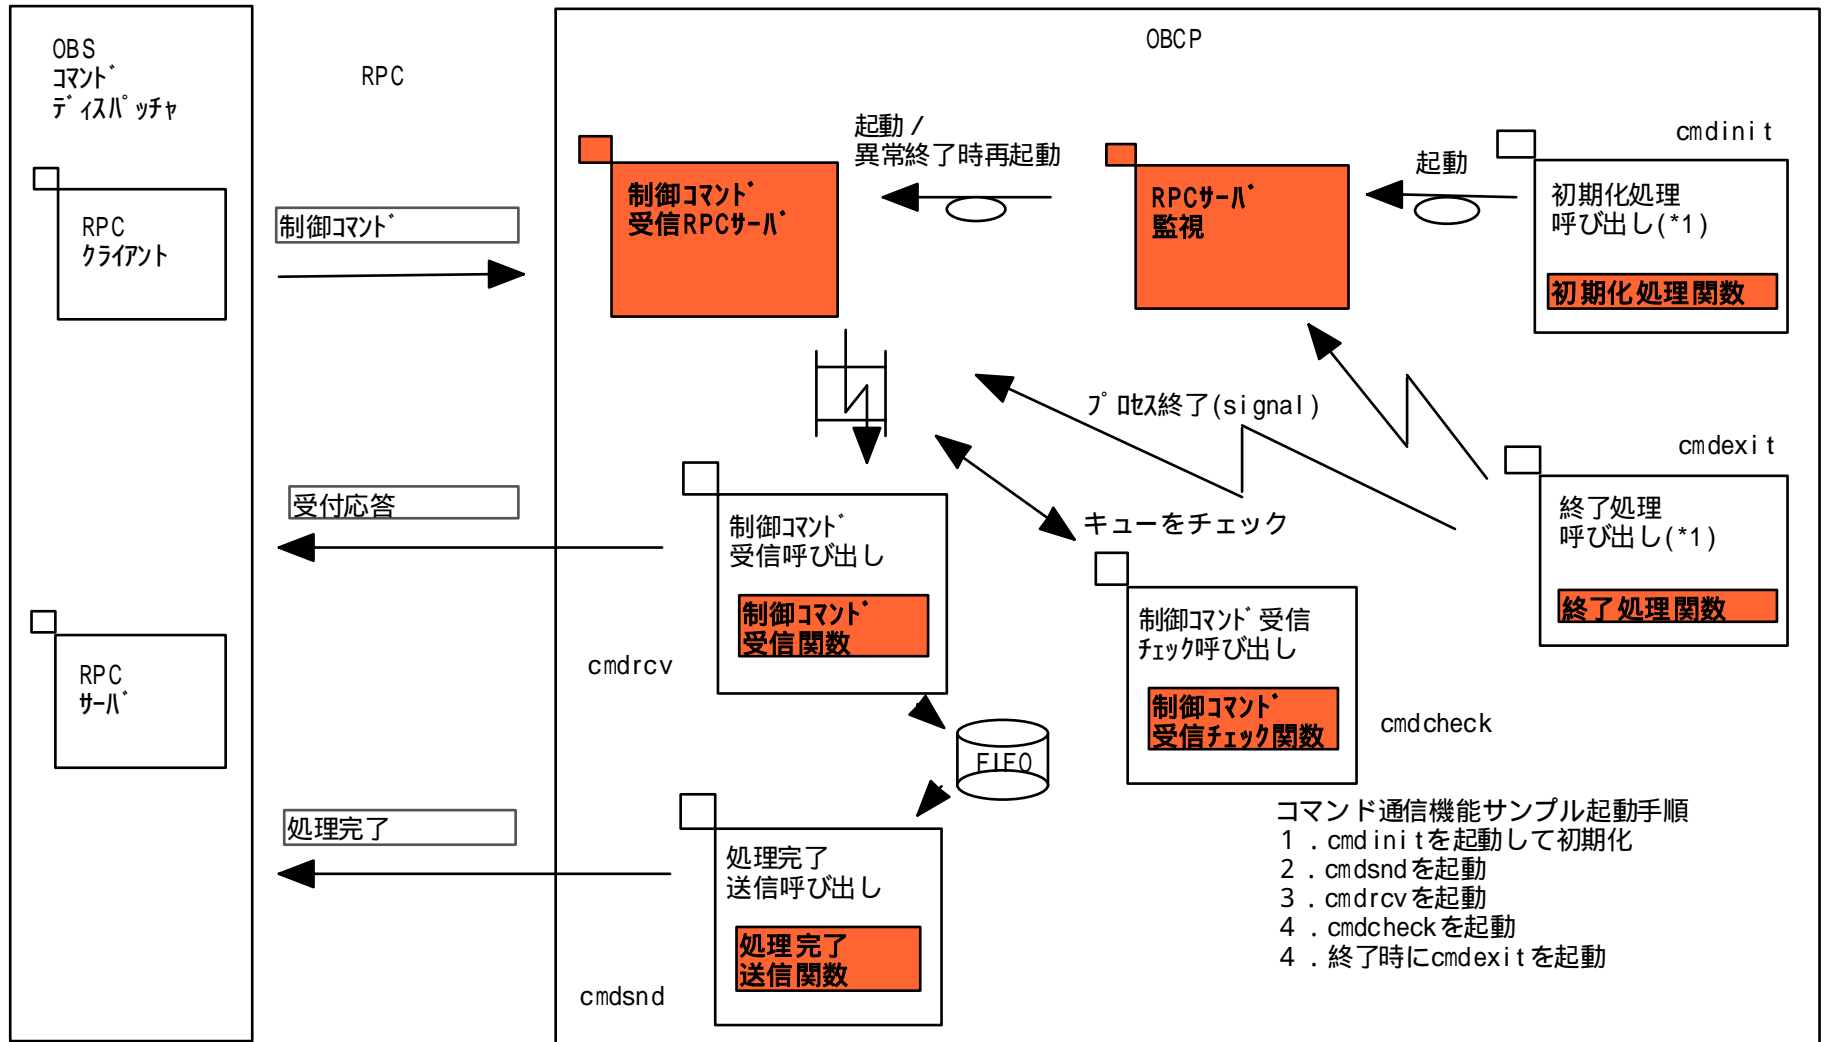 OBS
ｺﾏﾝﾄﾞ
ﾃﾞｨｽﾊﾟｯﾁｬ
RPC
OBCP
RPC
ｸﾗｲｱﾝﾄ
制御ｺﾏﾝﾄﾞ
制御ｺﾏﾝﾄﾞ
受信RPCｻｰﾊﾞ
起動/
異常終了時再起動
RPCｻｰﾊﾞ
監視
起動
cmdinit
初期化処理
呼び出し(*1)
初期化処理関数
ﾌﾟﾛｾｽ終了(signal)
cmdexit
終了処理
呼び出し(*1)
終了処理関数
受付応答
制御ｺﾏﾝﾄﾞ
受信呼び出し
制御ｺﾏﾝﾄﾞ
受信関数
cmdrcv
キューをチェック
制御ｺﾏﾝﾄﾞ受信
ﾁｪｯｸ呼び出し
制御ｺﾏﾝﾄﾞ
受信ﾁｪｯｸ関数
cmdcheck
RPC
ｻｰﾊﾞ
FIFO
処理完了
処理完了
送信呼び出し
処理完了
送信関数
cmdsnd
コマンド通信機能サンプル起動手順
１．cmdinitを起動して初期化
２．cmdsndを起動
３．cmdrcvを起動
４．cmdcheckを起動
４．終了時にcmdexitを起動